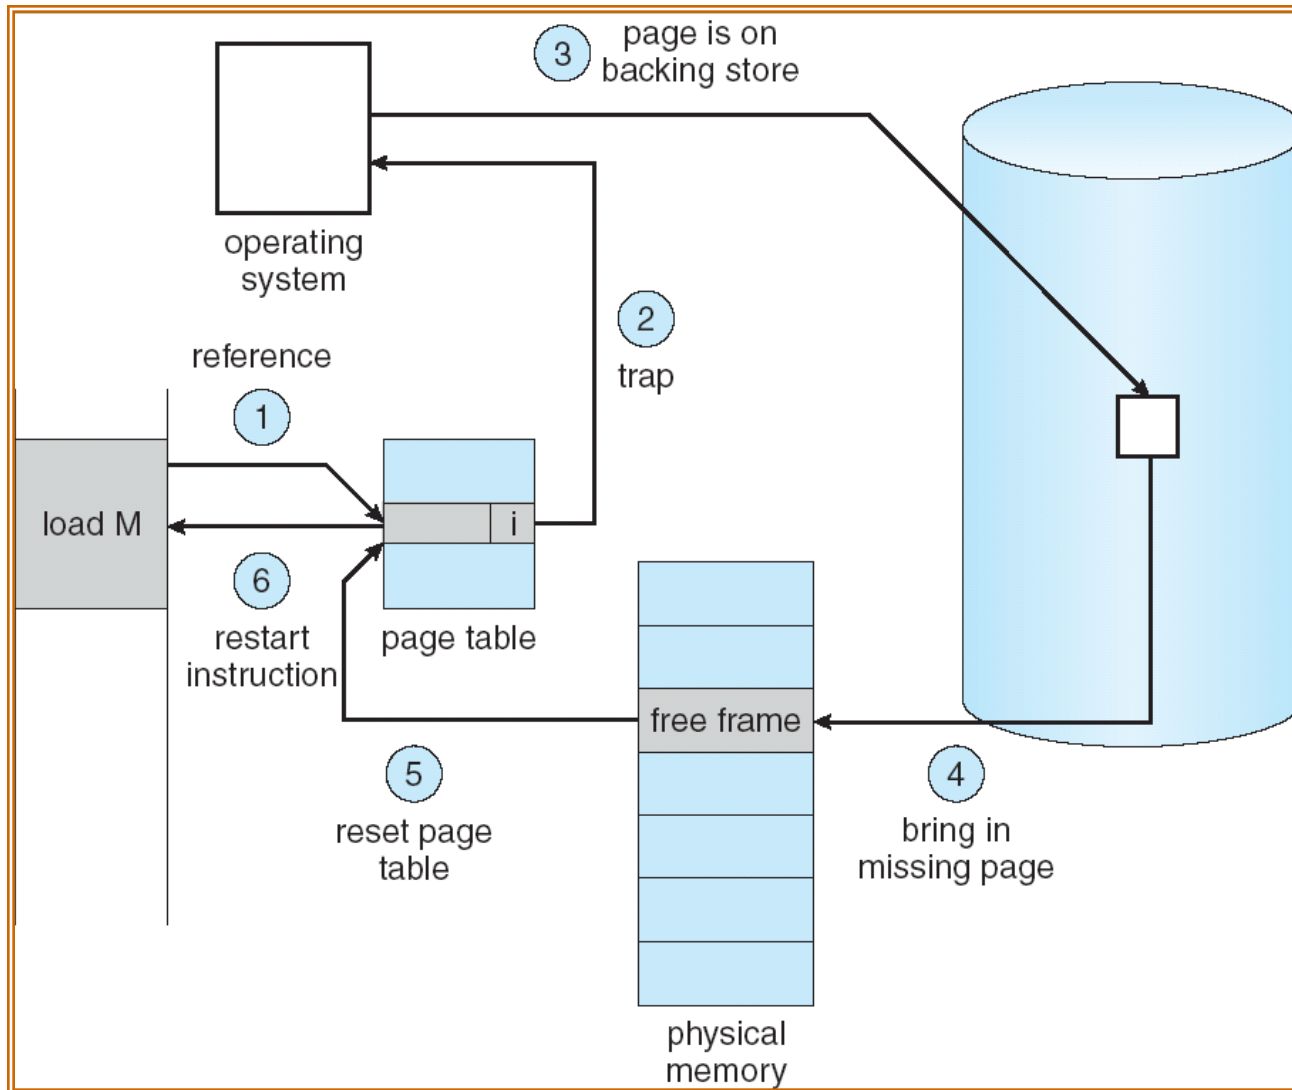 3
page is on
backing store
operating
system
2
trap
reference
1
load M
i
6
restart
instruction
page table
free frame
5
reset page
table
4
bring in
missing page
physical
memory